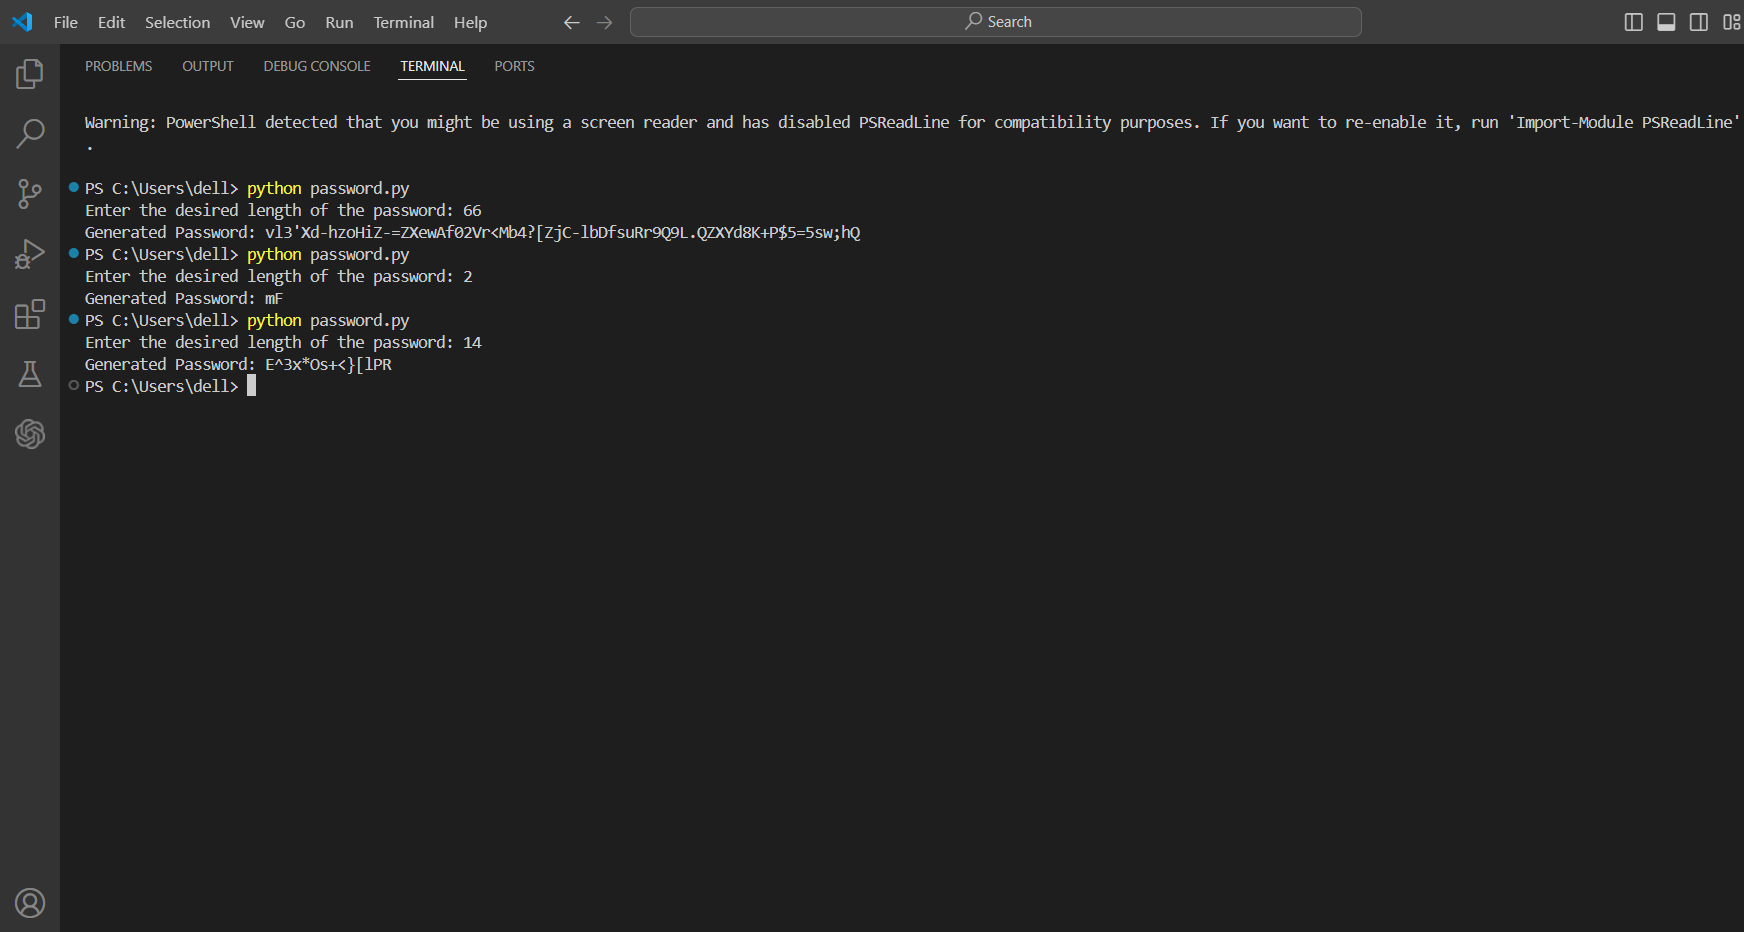 File Edit Selection View Go Run Terminal Help Search
PROBLEMS OUTPUT DEBUG CONSOLE TERMINAL PORTS
Warning: PowerShell detected that you might be using a screen reader and has disabled PSReadLine for compatibility purposes. If you want to re-enable it, run 'Import-Module PSReadLine'
.
PS C:\Users\dell> python password.py
Enter the desired length of the password: 66
Generated Password: vl3'Xd-hzoHiZ-=ZXewAf02Vr<Mb4?[ZjC-lbDfsuRr9Q9L.QZXYd8K+P$5=5sw;hQ
PS C:\Users\dell> python password.py
Enter the desired length of the password: 2
Generated Password: mF
PS C:\Users\dell> python password.py
Enter the desired length of the password: 14
Generated Password: E^3x*Os+<}[lPR
PS C:\Users\dell>